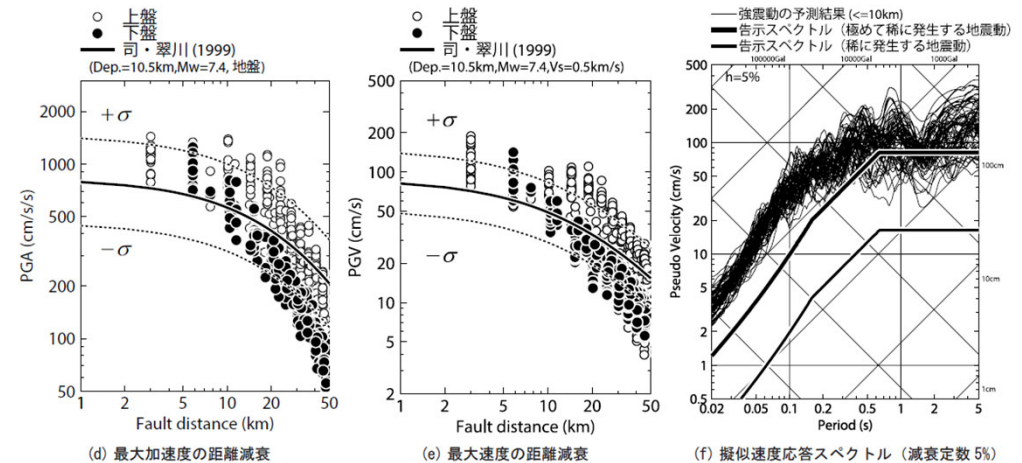 上盤
下盤
司・翠川 (1999)
(Dep.=10.5km,Mw=7.4, 地盤)
2000
1000
500
200
100
50
PGA (cm/s/s)
+σ
−σ
1 2 5 10 20 50
Fault distance (km)
(d) 最大加速度の距離減衰
上盤
下盤
司・翠川 (1999)
(Dep.=10.5km,Mw=7.4,Vs=0.5km/s)
500
200
100
50
20
10
5
2
PGV (cm/s)
+σ
−σ
1 2 5 10 20 50
Fault distance (km)
(e) 最大速度の距離減衰
強震動の予測結果 (<=10km)
告示スペクトル（極めて稀に発生する地震動）
告示スペクトル（稀に発生する地震動）
100000Gal 10000Gal 1000Gal
h=5%
500
200
100
50
20
10
5
2
1
0.5
Pseudo Velocity (cm/s)
100cm
10cm
1cm
0.02 0.05 0.1 0.2 0.5 1 2 5
Period (s)
(f) 擬似速度応答スペクトル（減衰定数 5%）